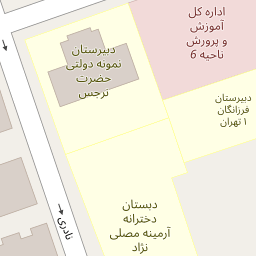 اداره کل
آموزش
و پرورش
ناحیه 6
دبیرستان
نمونه دولتی
حضرت
نرجس
دبیرستان
فرزانگان
۱ تهران
دبستان
دخترانه
آرمینه مصلی
نژاد
نادری